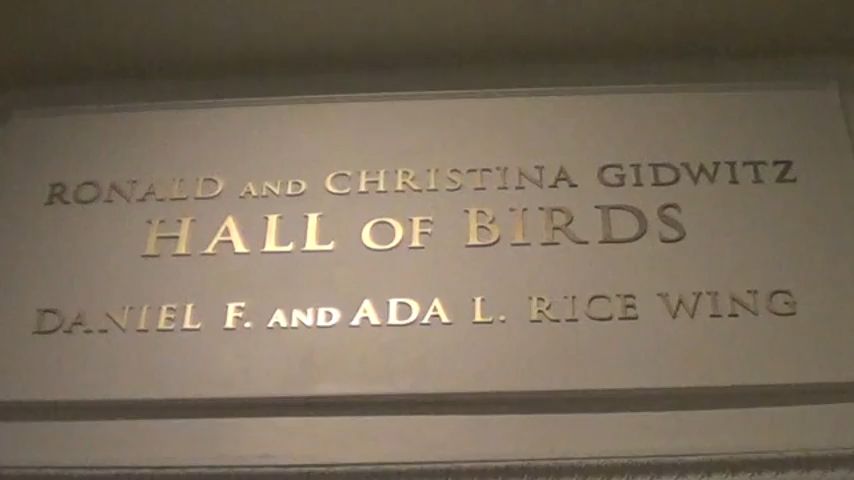 RONALD AND CHRISTINA GIDWITZ
HALL OF BIRDS
DANIEL F. AND ADA L. RICE WING